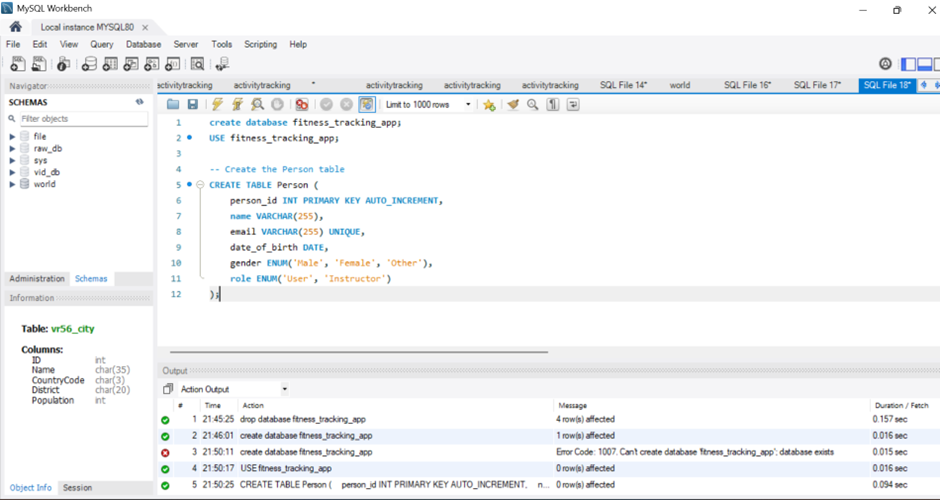 MySQL Workbench
Local instance MYSQL80 ×
File Edit View Query Database Server Tools Scripting Help
Navigator
SCHEMAS
Filter objects
file
raw_db
sys
vid_db
world
Administration Schemas
Information
Table: vr56_city
Columns:
ID int
Name char(35)
CountryCode char(3)
District char(20)
Population int
Object Info Session
activitytracking activitytracking * activitytracking activitytracking activitytracking SQL File 14* world SQL File 16* SQL File 17* SQL File 18*
Limit to 1000 rows
1 create database fitness_tracking_app;
2 USE fitness_tracking_app;
3
4 -- Create the Person table
5 CREATE TABLE Person (
6 person_id INT PRIMARY KEY AUTO_INCREMENT,
7 name VARCHAR(255),
8 email VARCHAR(255) UNIQUE,
9 date_of_birth DATE,
10 gender ENUM('Male', 'Female', 'Other'),
11 role ENUM('User', 'Instructor')
12 );
Output
Action Output
# Time Action Message Duration / Fetch
1 21:45:25 drop database fitness_tracking_app 4 row(s) affected 0.157 sec
2 21:46:01 create database fitness_tracking_app 1 row(s) affected 0.016 sec
3 21:50:11 create database fitness_tracking_app Error Code: 1007. Can't create database 'fitness_tracking_app'; database exists 0.015 sec
4 21:50:17 USE fitness_tracking_app 0 row(s) affected 0.016 sec
5 21:50:25 CREATE TABLE Person ( person_id INT PRIMARY KEY AUTO_INCREMENT, n... 0 row(s) affected 0.094 sec